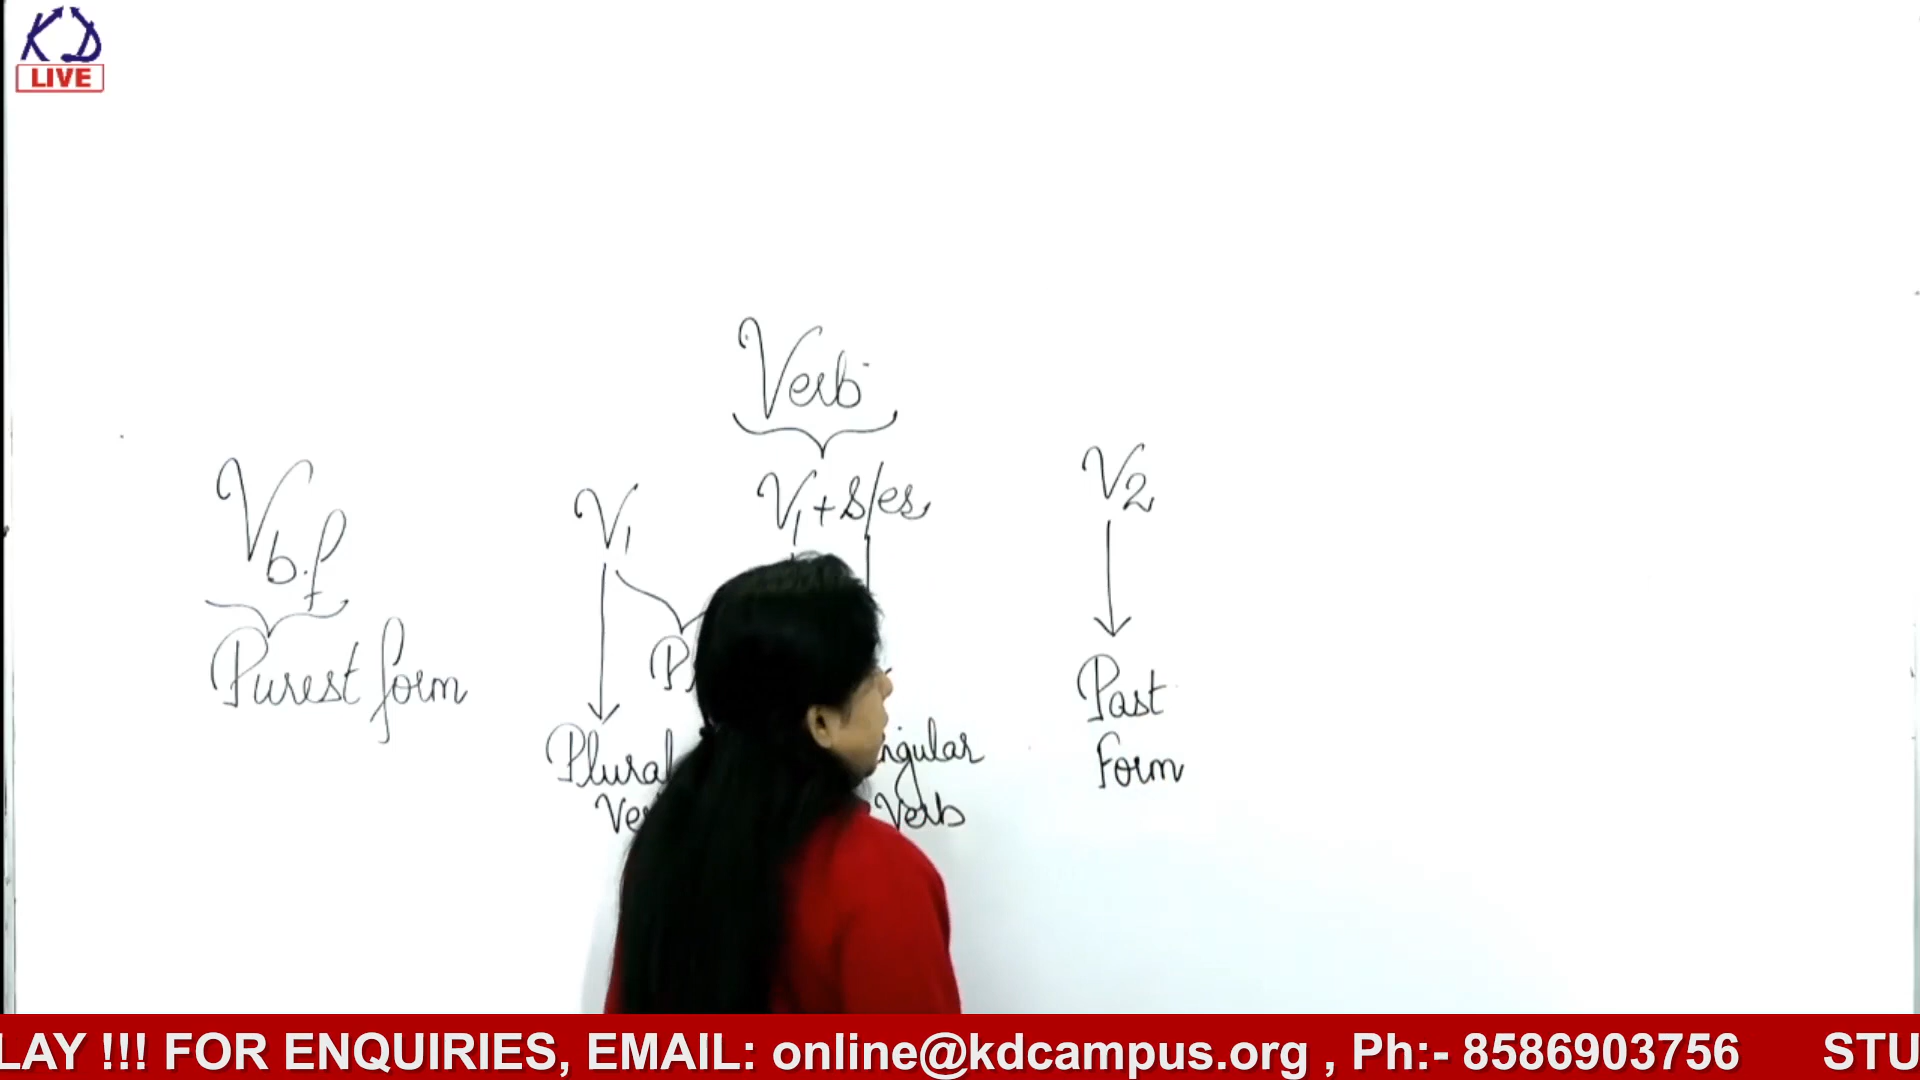 KD
LIVE
Verb
V b.f
V1
V1 + s/es
V2
Purest form
Plural
Past
Form
Verb
LAY !!! FOR ENQUIRIES, EMAIL: online@kdcampus.org , Ph:- 8586903756 STU